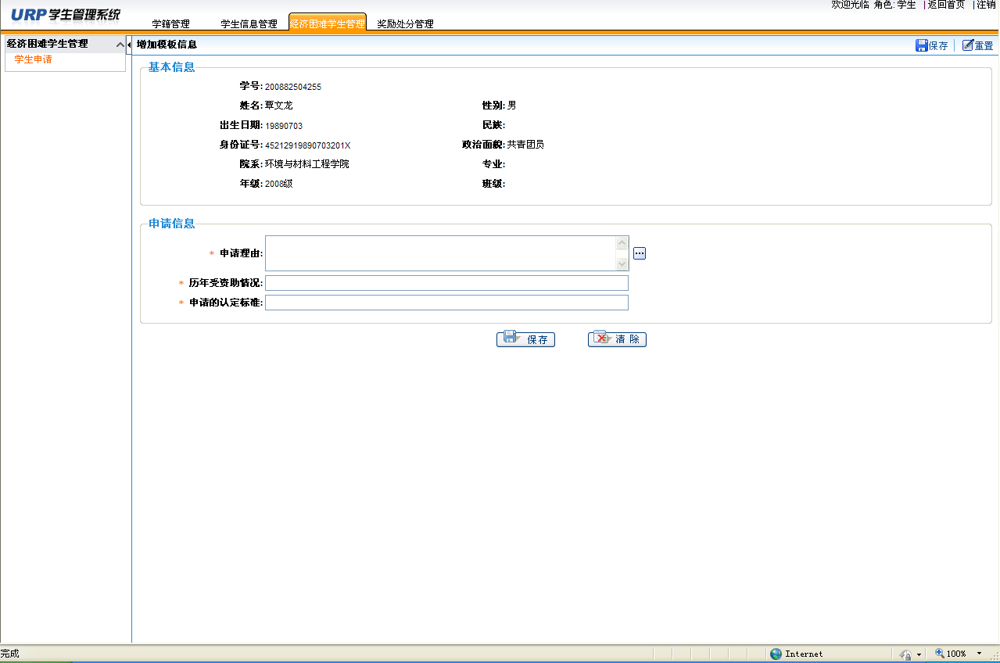 欢迎光临 角色: 学生 |返回首页 |注销
URP学生管理系统
学籍管理 学生信息管理 经济困难学生管理 奖励处分管理
经济困难学生管理
学生申请
增加模板信息 保存 重置
基本信息
学号: 200882504255
姓名: 覃文龙 性别: 男
出生日期: 19890703 民族:
身份证号: 45212919890703201X 政治面貌: 共青团员
院系: 环境与材料工程学院 专业:
年级: 2008级 班级:
申请信息
* 申请理由:
* 历年受资助情况:
* 申请的认定标准:
保存 清除
完成 Internet 100%